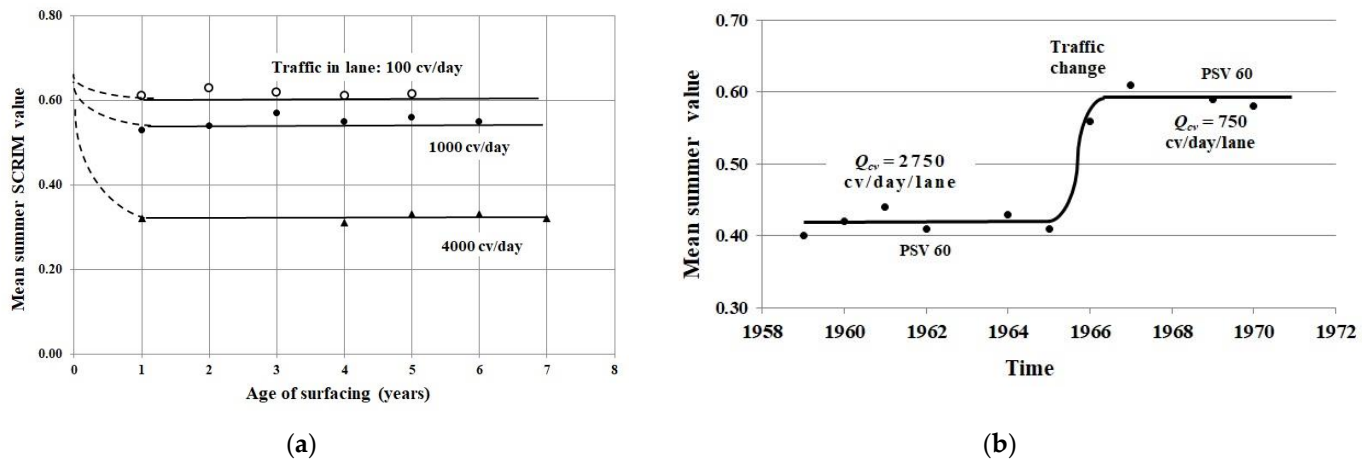 0.80
0.60
0.40
0.20
0.00
Mean summer SCRIM value
Traffic in lane: 100 cv/day
1000 cv/day
4000 cv/day
0 1 2 3 4 5 6 7 8
Age of surfacing (years)
(a)
0.70
0.60
0.50
0.40
0.30
Mean summer value
Traffic
change
PSV 60
Qcv = 750
cv/day/lane
Qcv = 2750
cv/day/lane
PSV 60
1958 1960 1962 1964 1966 1968 1970 1972
Time
(b)